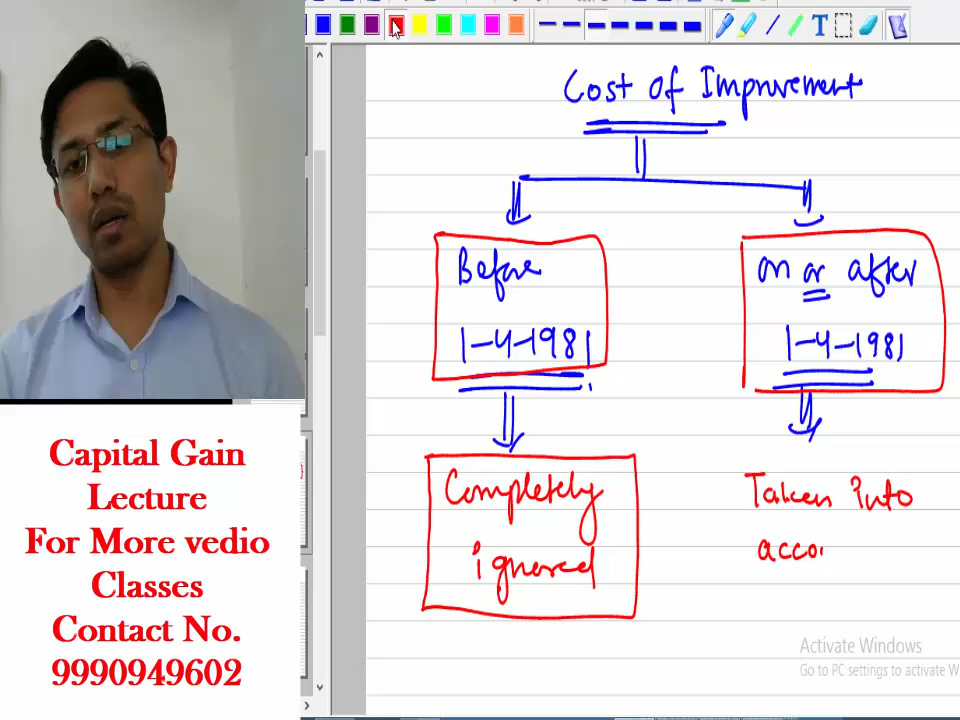 Cost of Improvement
Before
1-4-1981
on or after
1-4-1981
Completely
ignored
Taken into
acco
Capital Gain
Lecture
For More vedio
Classes
Contact No.
9990949602
T
Activate Windows
Go to PC settings to activate W